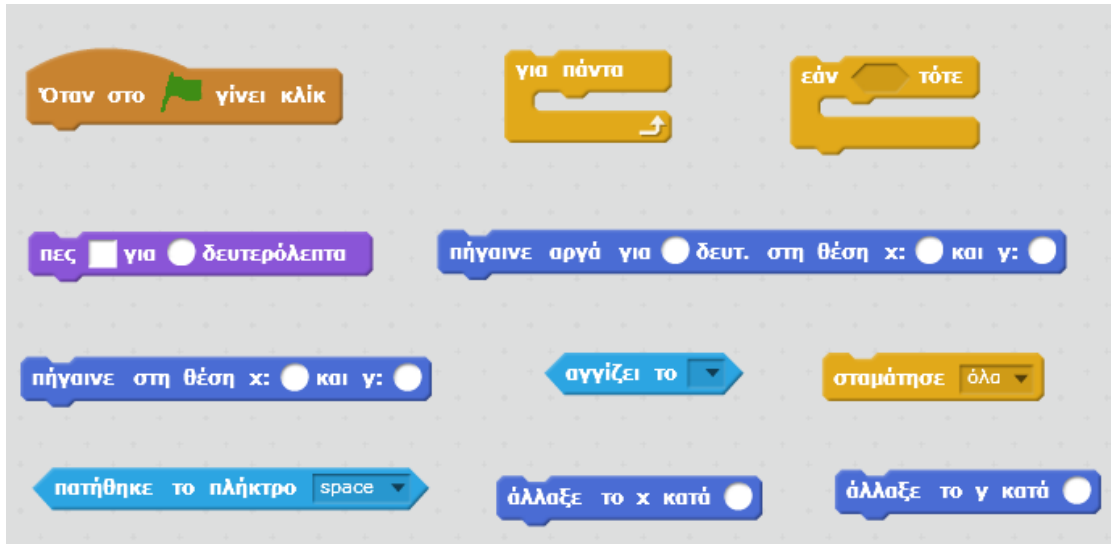 Όταν στο γίνει κλίκ
για πάντα
εάν τότε
πες για δευτερόλεπτα
πήγαινε αργά για δευτ. στη θέση x: και y:
πήγαινε στη θέση x: και y:
αγγίζει το
σταμάτησε όλα
πατήθηκε το πλήκτρο space
άλλαξε το x κατά
άλλαξε το y κατά